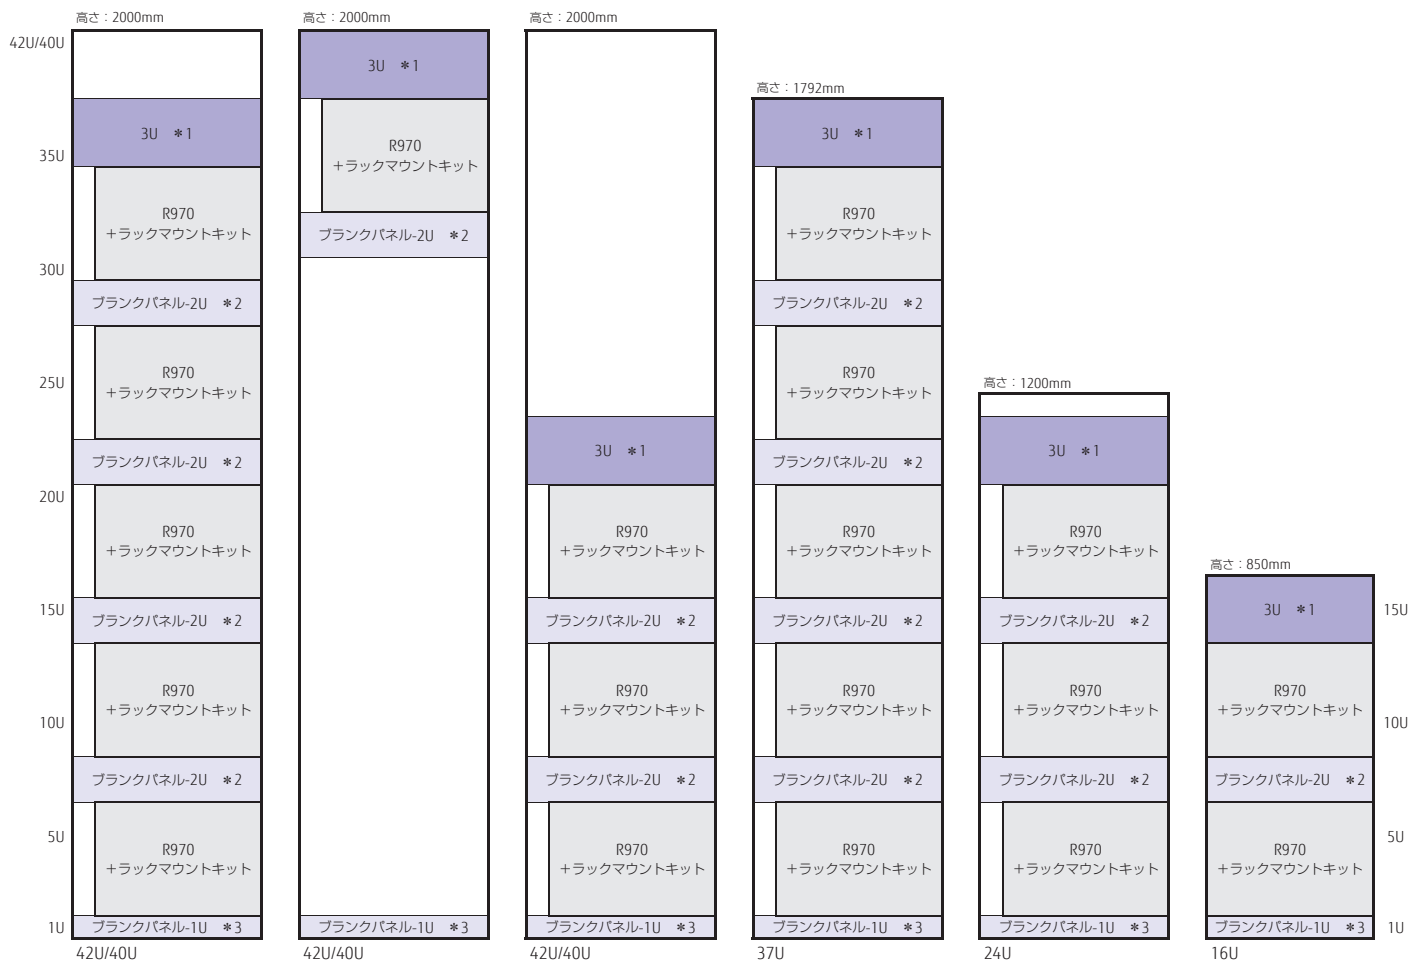 高さ：2000mm
42U/40U
3U ＊1
35U
R970
＋ラックマウントキット
30U
ブランクパネル-2U ＊2
R970
＋ラックマウントキット
25U
ブランクパネル-2U ＊2
20U
R970
＋ラックマウントキット
15U
ブランクパネル-2U ＊2
R970
＋ラックマウントキット
10U
ブランクパネル-2U ＊2
5U
R970
＋ラックマウントキット
1U
ブランクパネル-1U ＊3
42U/40U
高さ：2000mm
3U ＊1
R970
＋ラックマウントキット
ブランクパネル-2U ＊2
ブランクパネル-1U ＊3
42U/40U
高さ：2000mm
3U ＊1
R970
＋ラックマウントキット
ブランクパネル-2U ＊2
R970
＋ラックマウントキット
ブランクパネル-2U ＊2
R970
＋ラックマウントキット
ブランクパネル-1U ＊3
42U/40U
高さ：1792mm
3U ＊1
R970
＋ラックマウントキット
ブランクパネル-2U ＊2
R970
＋ラックマウントキット
ブランクパネル-2U ＊2
R970
＋ラックマウントキット
ブランクパネル-2U ＊2
R970
＋ラックマウントキット
ブランクパネル-2U ＊2
R970
＋ラックマウントキット
ブランクパネル-1U ＊3
37U
高さ：1200mm
3U ＊1
R970
＋ラックマウントキット
ブランクパネル-2U ＊2
R970
＋ラックマウントキット
ブランクパネル-2U ＊2
R970
＋ラックマウントキット
ブランクパネル-1U ＊3
24U
高さ：850mm
3U ＊1
15U
R970
＋ラックマウントキット
10U
ブランクパネル-2U ＊2
5U
R970
＋ラックマウントキット
ブランクパネル-1U ＊3
1U
16U